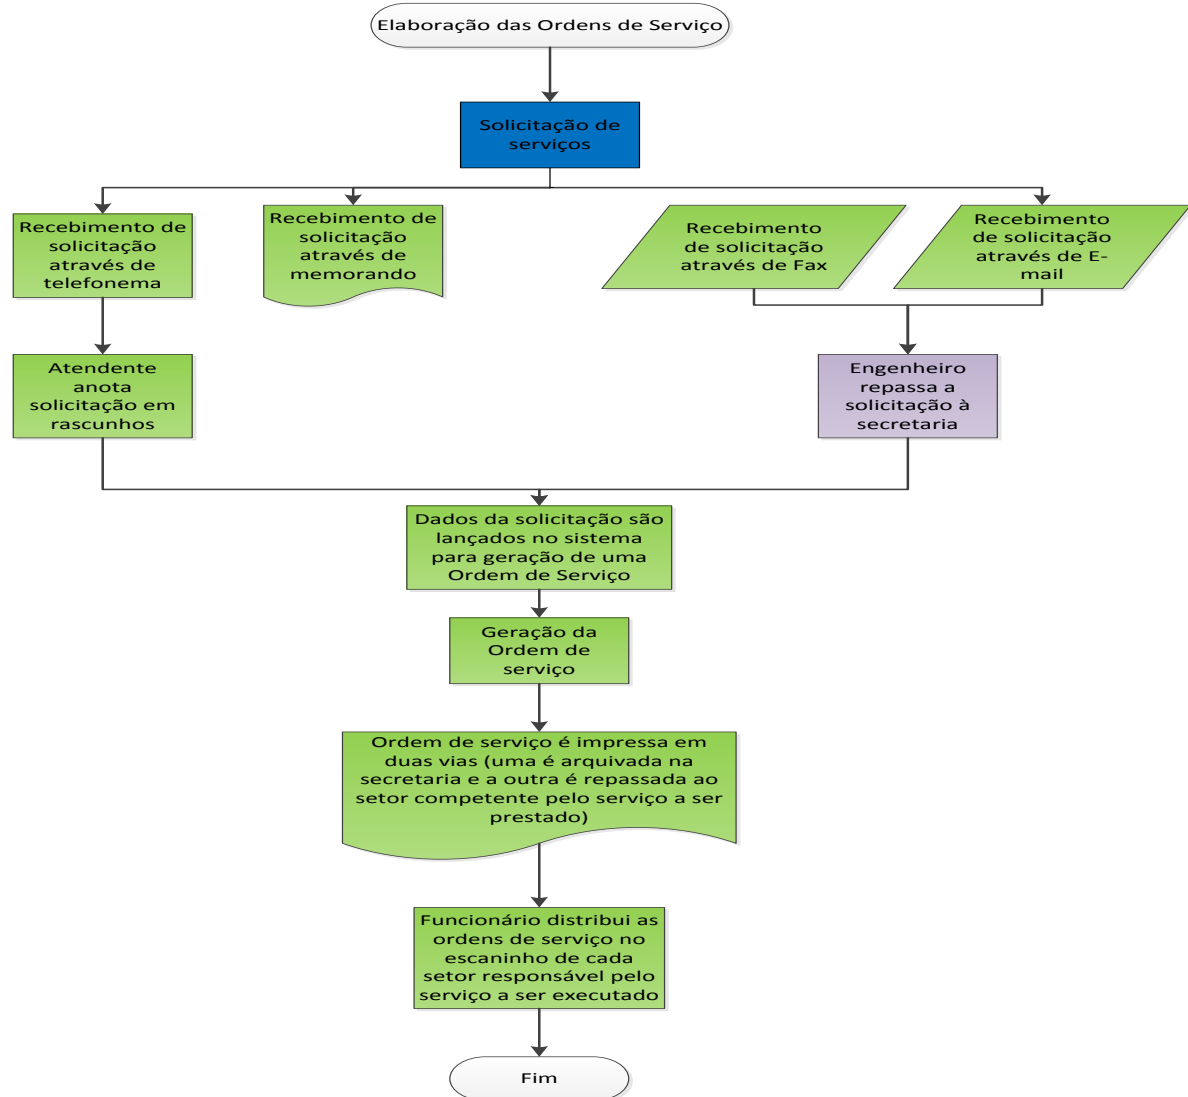 Elaboração das Ordens de Serviço
Solicitação de
serviços
Recebimento de
solicitação
através de
telefonema
Recebimento de
solicitação
através de
memorando
Recebimento
de solicitação
através de Fax
Recebimento
de solicitação
através de E-
mail
Atendente
anota
solicitação em
rascunhos
Engenheiro
repassa a
solicitação à
secretaria
Dados da solicitação são
lançados no sistema
para geração de uma
Ordem de Serviço
Geração da
Ordem de
serviço
Ordem de serviço é impressa em
duas vias (uma é arquivada na
secretaria e a outra é repassada ao
setor competente pelo serviço a ser
prestado)
Funcionário distribui as
ordens de serviço no
escaninho de cada
setor responsável pelo
serviço a ser executado
Fim